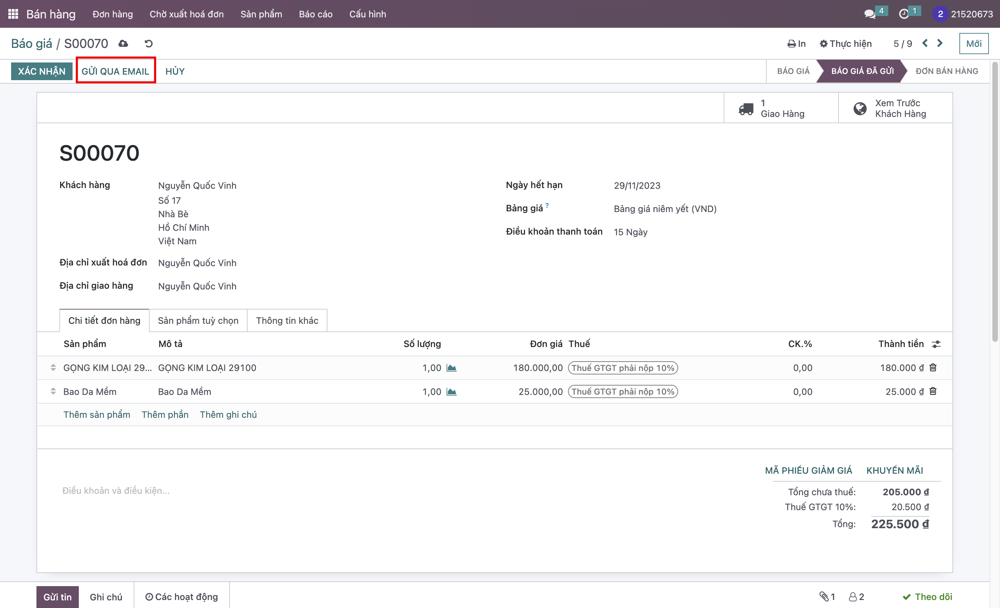 Bán hàng Đơn hàng Chờ xuất hoá đơn Sản phẩm Báo cáo Cấu hình 4 1 2 21520673
Báo giá / S00070 In Thực hiện 5 / 9 Mới
XÁC NHẬN GỬI QUA EMAIL HỦY BÁO GIÁ BÁO GIÁ ĐÃ GỬI ĐƠN BÁN HÀNG
1 Giao Hàng
Xem Trước
Khách Hàng
S00070
Khách hàng Nguyễn Quốc Vinh
Số 17
Nhà Bè
Hồ Chí Minh
Việt Nam
Địa chỉ xuất hoá đơn Nguyễn Quốc Vinh
Địa chỉ giao hàng Nguyễn Quốc Vinh
Ngày hết hạn 29/11/2023
Bảng giá ? Bảng giá niêm yết (VND)
Điều khoản thanh toán 15 Ngày
Chi tiết đơn hàng Sản phẩm tuỳ chọn Thông tin khác
Sản phẩm Mô tả Số lượng Đơn giá Thuế CK.% Thành tiền
GỌNG KIM LOẠI 29... GỌNG KIM LOẠI 29100 1,00 180.000,00 Thuế GTGT phải nộp 10% 0,00 180.000 ₫
Bao Da Mềm Bao Da Mềm 1,00 25.000,00 Thuế GTGT phải nộp 10% 0,00 25.000 ₫
Thêm sản phẩm Thêm phần Thêm ghi chú
MÃ PHIẾU GIẢM GIÁ KHUYẾN MÃI
Điều khoản và điều kiện...
Tổng chưa thuế: 205.000 ₫
Thuế GTGT 10%: 20.500 ₫
Tổng: 225.500 ₫
Gửi tin Ghi chú Các hoạt động 1 2 Theo dõi